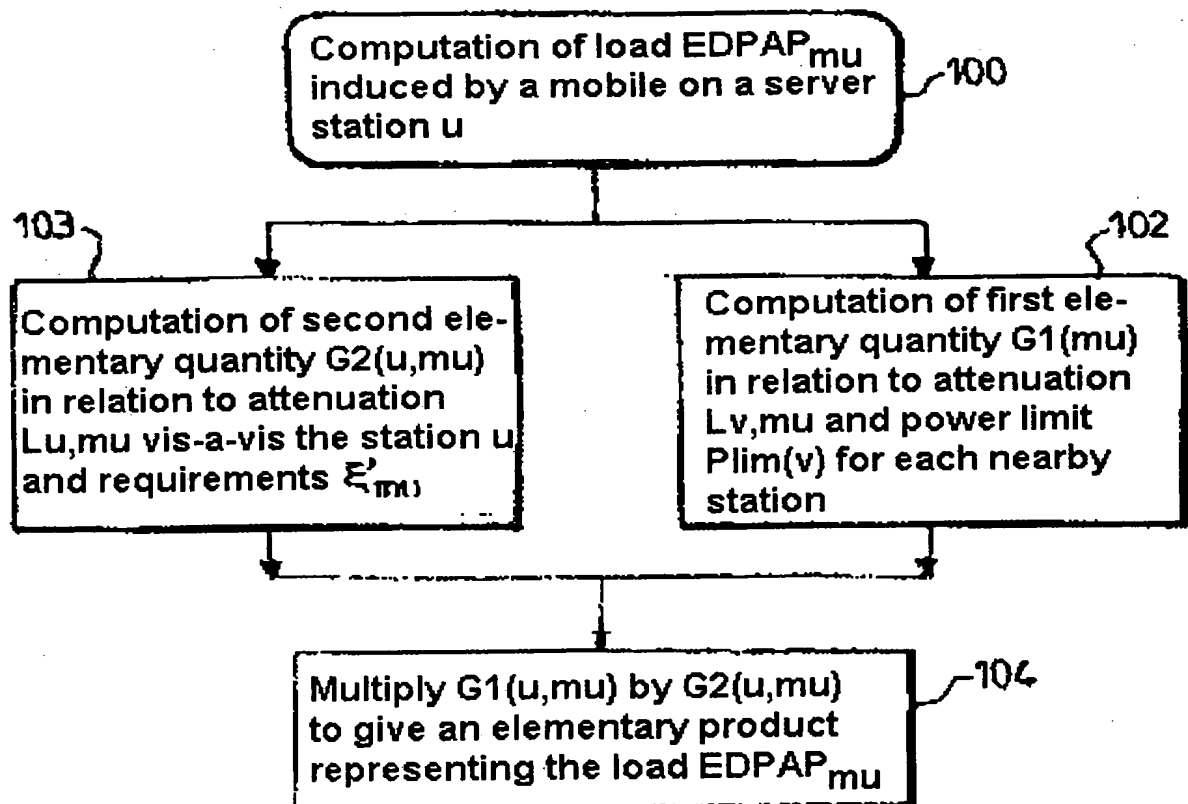 Computation of load EDPAPmu
induced by a mobile on a server
station u
100
103
102
Computation of second ele-
mentary quantity G2(u,mu)
in relation to attenuation
Lu,mu vis-a-vis the station u
and requirements ξ'mu
Computation of first ele-
mentary quantity G1(mu)
in relation to attenuation
Lv,mu and power limit
Plim(v) for each nearby
station
Multiply G1(u,mu) by G2(u,mu)
to give an elementary product
representing the load EDPAPmu
104